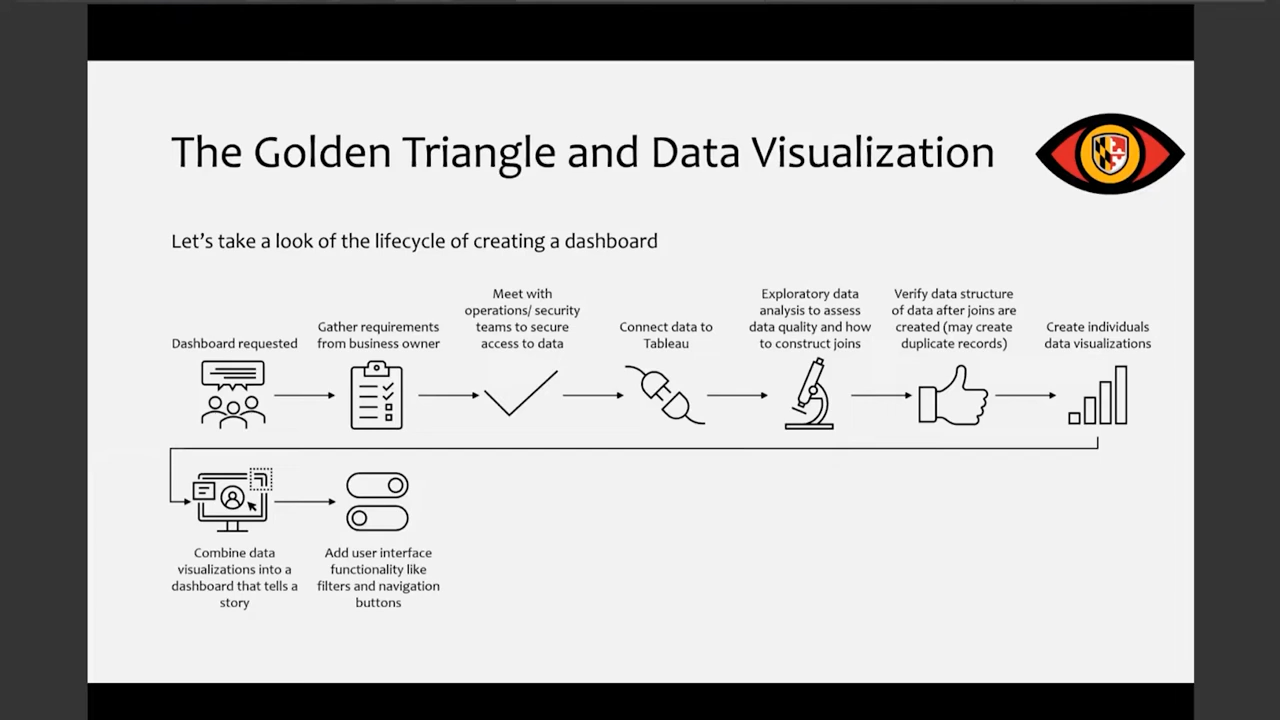 The Golden Triangle and Data Visualization
Let's take a look of the lifecycle of creating a dashboard
Dashboard requested
Gather requirements
from business owner
Meet with
operations/ security
teams to secure
access to data
Connect data to
Tableau
Exploratory data
analysis to assess
data quality and how
to construct joins
Verify data structure
of data after joins are
created (may create
duplicate records)
Create individuals
data visualizations
Combine data
visualizations into a
dashboard that tells a
story
Add user interface
functionality like
filters and navigation
buttons